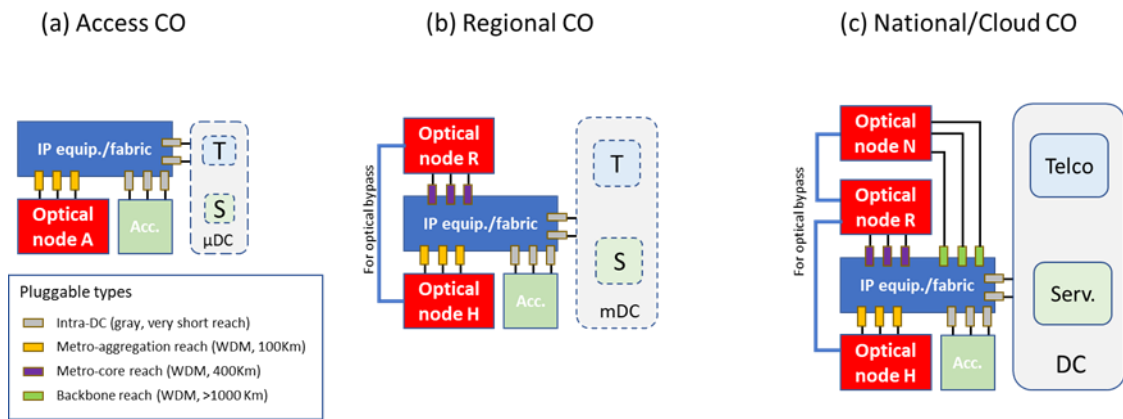 (a) Access CO
IP equip./fabric
T
S
µDC
Optical
node A
Acc.
Pluggable types
Intra-DC (gray, very short reach)
Metro-aggregation reach (WDM, 100Km)
Metro-core reach (WDM, 400Km)
Backbone reach (WDM, >1000 Km)
(b) Regional CO
For optical bypass
Optical
node R
IP equip./fabric
T
S
mDC
Optical
node H
Acc.
(c) National/Cloud CO
For optical bypass
Optical
node N
Optical
node R
IP equip./fabric
Telco
Serv.
DC
Optical
node H
Acc.